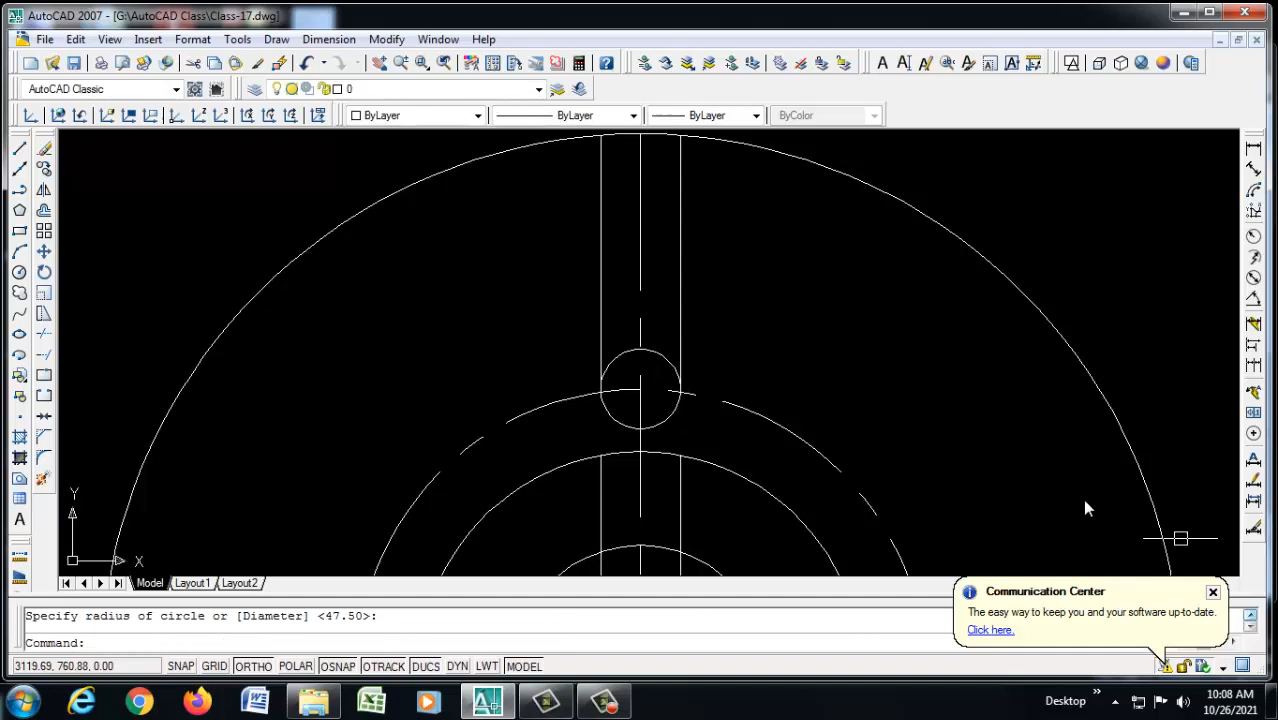 AutoCAD 2007 - [G:\AutoCAD Class\Class-17.dwg]
File Edit View Insert Format Tools Draw Dimension Modify Window Help
AutoCAD Classic
0
ByLayer
ByLayer
ByLayer
ByColor
Y
X
Model Layout1 Layout2
Communication Center
The easy way to keep you and your software up-to-date.
Click here.
Specify radius of circle or [Diameter] <47.50>:
Command:
3119.69, 760.88, 0.00
SNAP GRID ORTHO POLAR OSNAP OTRACK DUCS DYN LWT MODEL
Desktop
10:08 AM
10/26/2021